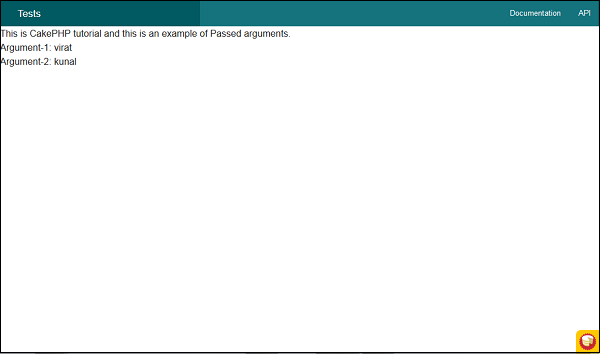 Tests
Documentation
API
This is CakePHP tutorial and this is an example of Passed arguments.
Argument-1: virat
Argument-2: kunal